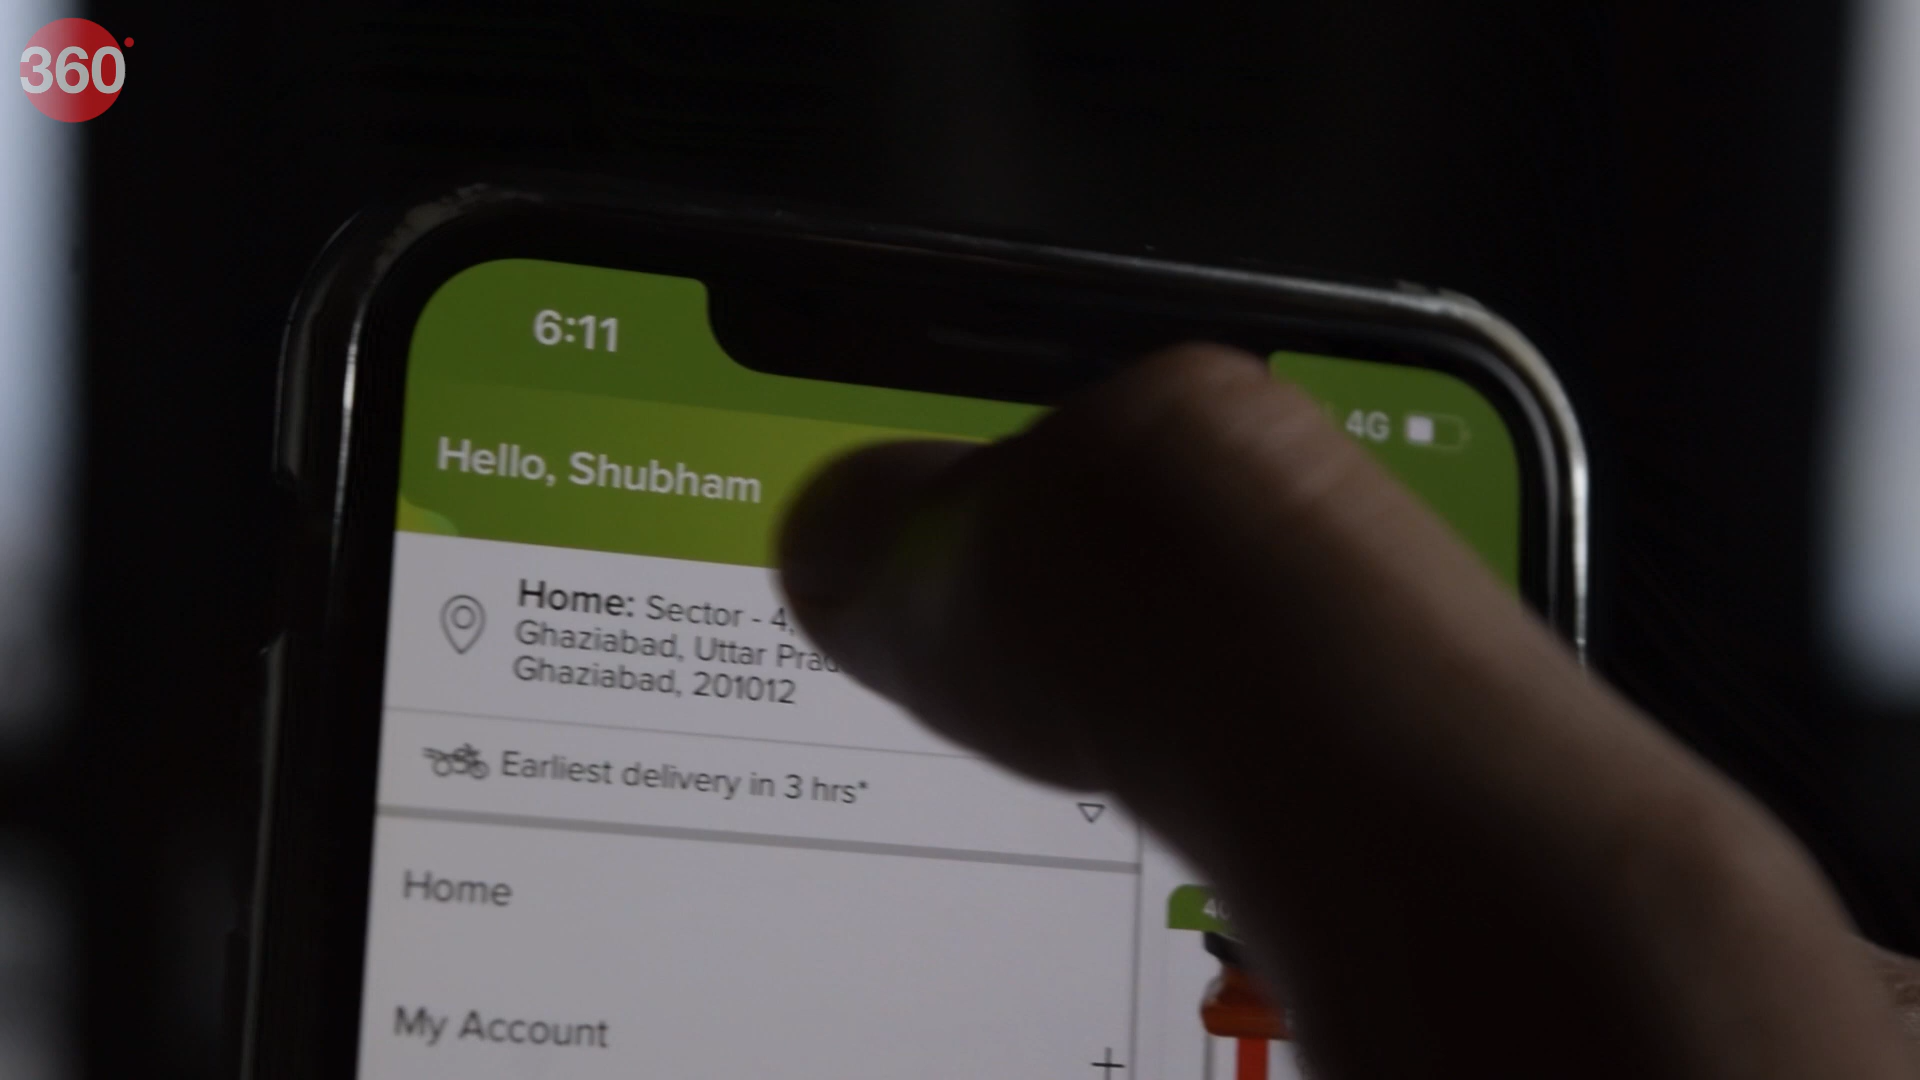 360
6:11
4G
Hello, Shubham
Home: Sector - 4,
Ghaziabad, Uttar
Ghaziabad, 201012
Earliest delivery in 3 hrs*
Home
My Account